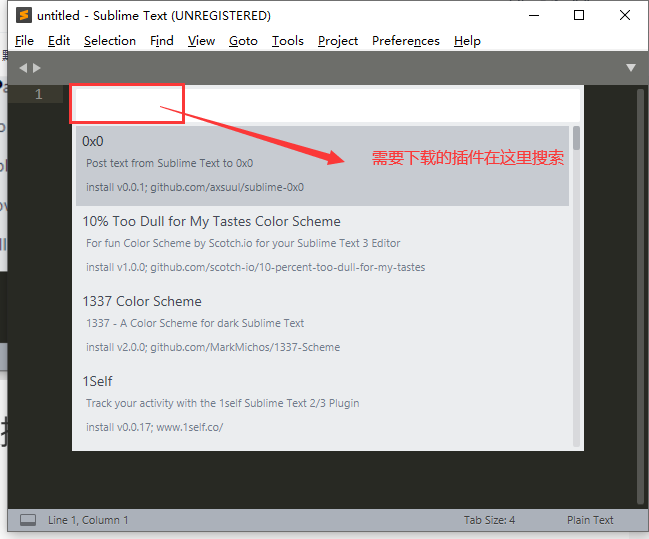 untitled - Sublime Text (UNREGISTERED)
File Edit Selection Find View Goto Tools Project Preferences Help
1
需要下载的插件在这里搜索
0x0
Post text from Sublime Text to 0x0
install v0.0.1; github.com/axsuul/sublime-0x0
10% Too Dull for My Tastes Color Scheme
For fun Color Scheme by Scotch.io for your Sublime Text 3 Editor
install v1.0.0; github.com/scotch-io/10-percent-too-dull-for-my-tastes
1337 Color Scheme
1337 - A Color Scheme for dark Sublime Text
install v2.0.0; github.com/MarkMichos/1337-Scheme
1Self
Track your activity with the 1self Sublime Text 2/3 Plugin
install v0.0.17; www.1self.co/
Line 1, Column 1
Tab Size: 4
Plain Text